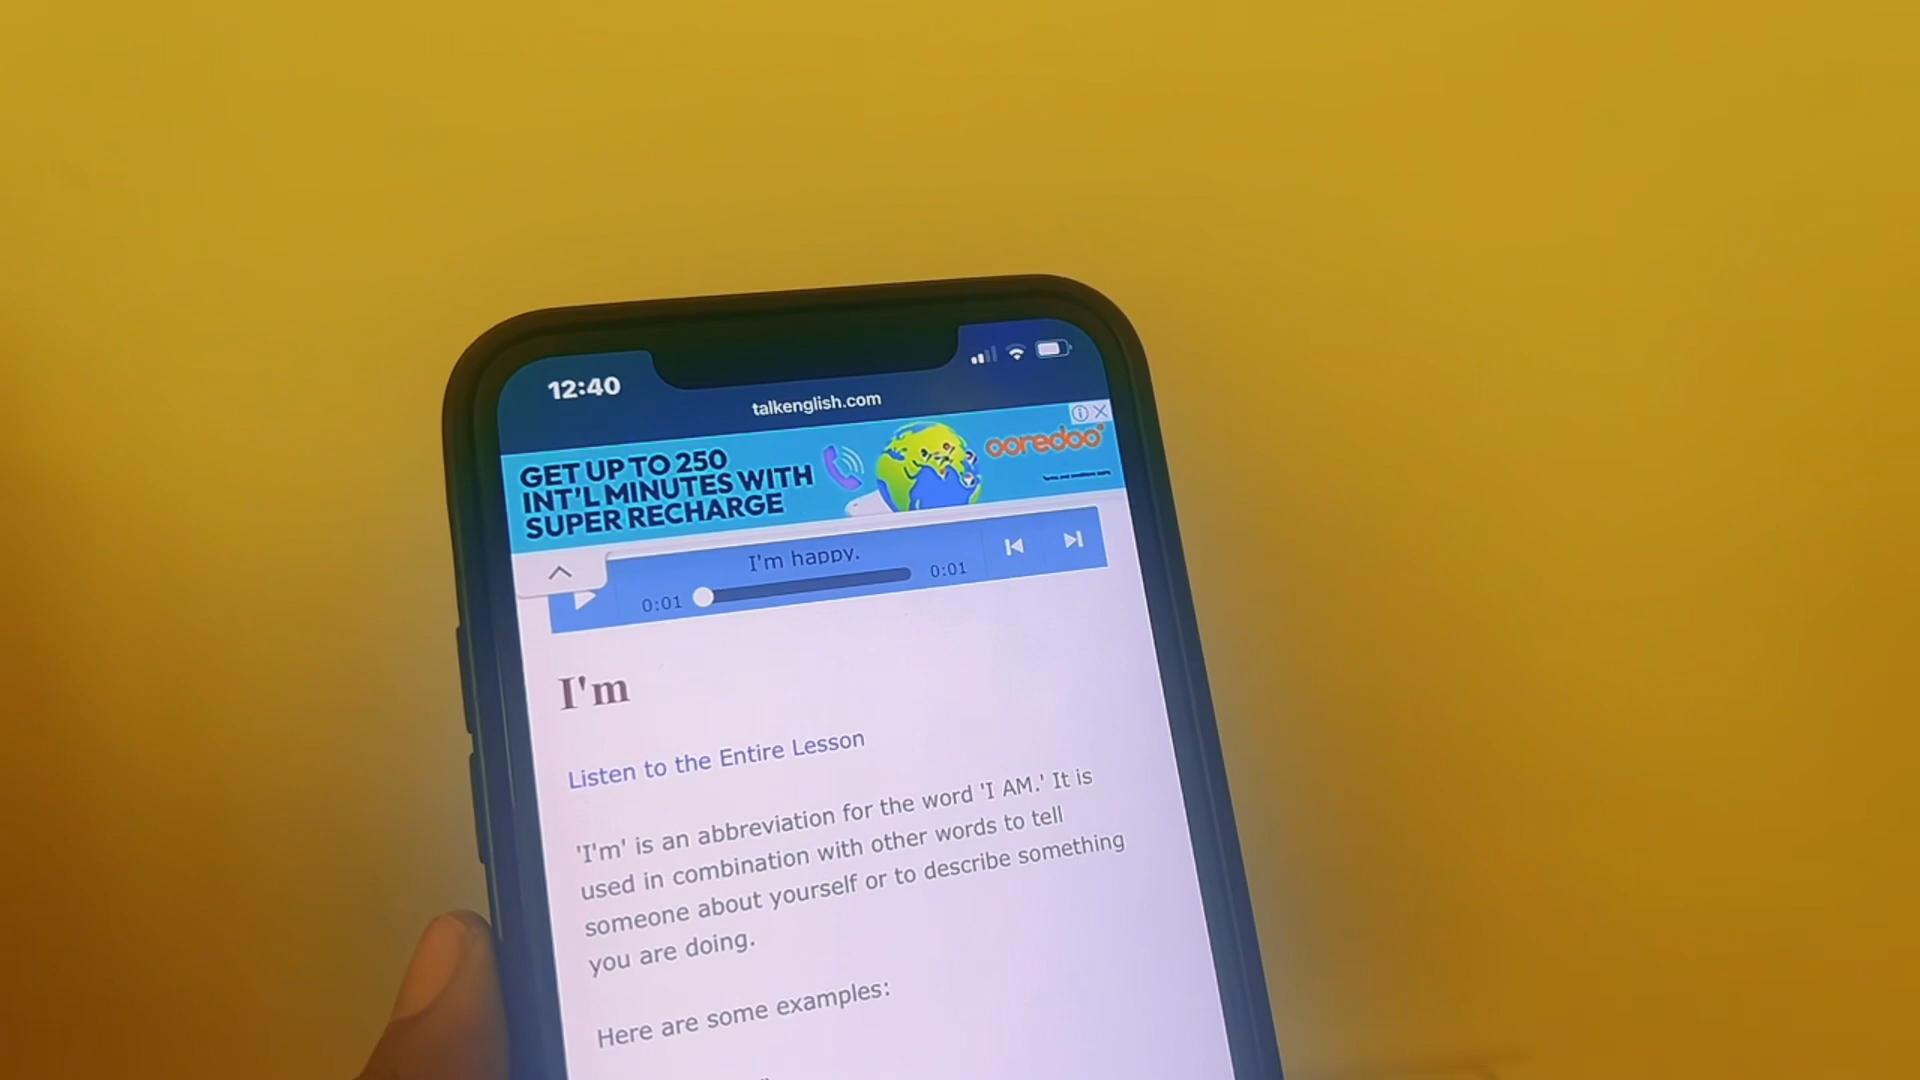 12:40
talkenglish.com
GET UP TO 250
INT'L MINUTES WITH
SUPER RECHARGE
ooredoo
I'm happy.
0:01
0:01
I'm
Listen to the Entire Lesson
'I'm' is an abbreviation for the word 'I AM.' It is
used in combination with other words to tell
someone about yourself or to describe something
you are doing.
Here are some examples: